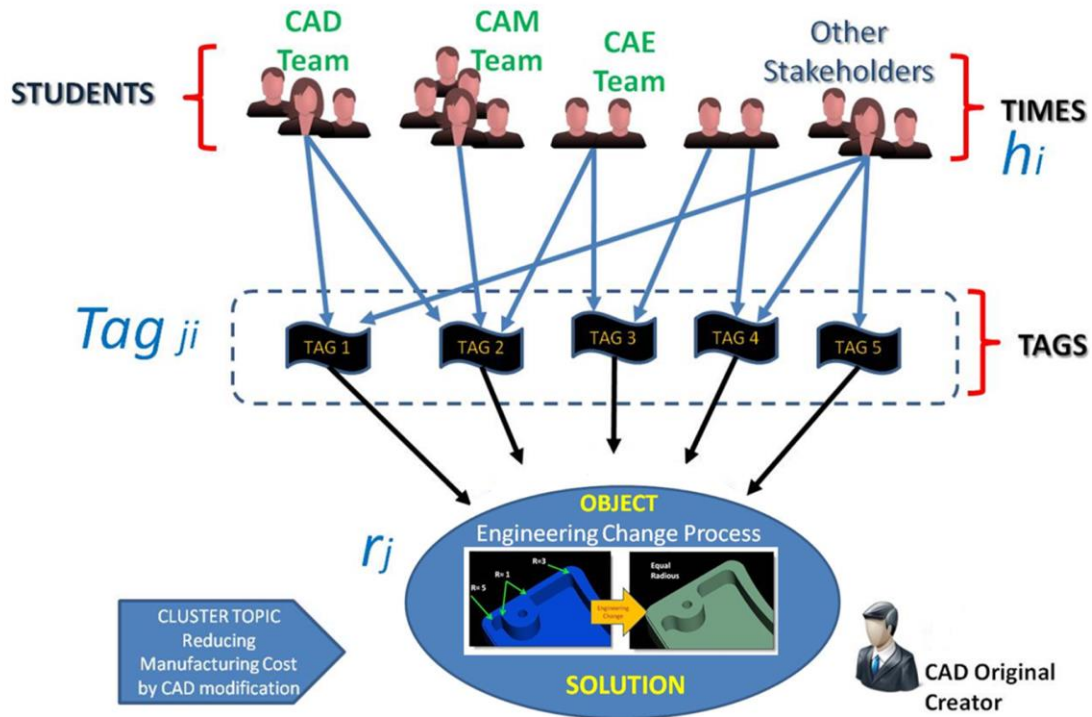 CAD
Team
CAM
Team
CAE
Team
Other
Stakeholders
STUDENTS
TIMES
hi
Tag ji
TAG 1
TAG 2
TAG 3
TAG 4
TAG 5
TAGS
OBJECT
Engineering Change Process
rj
R=3
R= 1
R= 5
Engineering
Change
Equal
Radious
SOLUTION
CLUSTER TOPIC
Reducing
Manufacturing Cost
by CAD modification
CAD Original
Creator